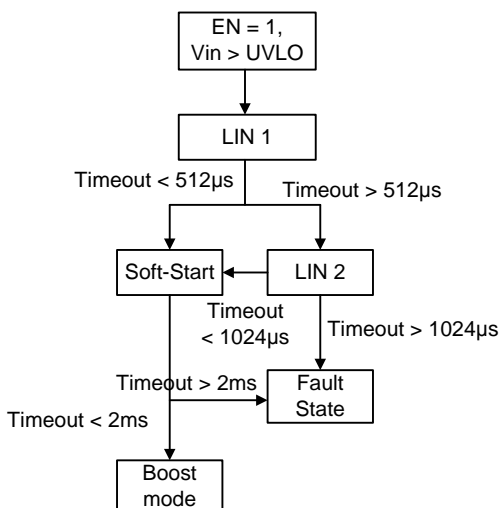 EN = 1,
Vin > UVLO
LIN 1
Timeout < 512µs
Timeout > 512µs
Soft-Start
LIN 2
Timeout
< 1024µs
Timeout > 1024µs
Timeout > 2ms
Fault
State
Timeout < 2ms
Boost
mode